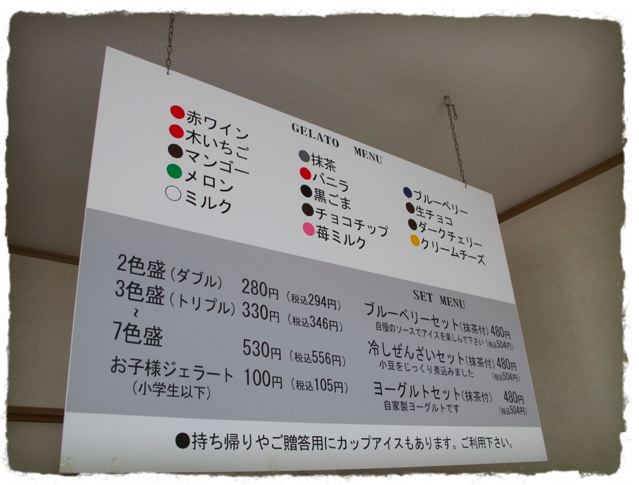 GELATO MENU
●赤ワイン
●木いちご
●マンゴー
●メロン
○ミルク
●抹茶
●バニラ
●黒ごま
●チョコチップ
●苺ミルク
●ブルーベリー
●生チョコ
●ダークチェリー
●クリームチーズ
2色盛(ダブル) 280円(税込294円)
3色盛(トリプル) 330円(税込346円)
~
7色盛 530円(税込556円)
お子様ジェラート 100円(税込105円)
(小学生以下)
SET MENU
ブルーベリーセット(抹茶付) 480円
自慢のソースでアイスを楽しんで下さい (税込504円)
冷しぜんざいセット(抹茶付) 480円
小豆をじっくり煮込みました (税込504円)
ヨーグルトセット(抹茶付) 480円
自家製ヨーグルトです (税込504円)
●持ち帰りやご贈答用にカップアイスもあります。ご利用下さい。